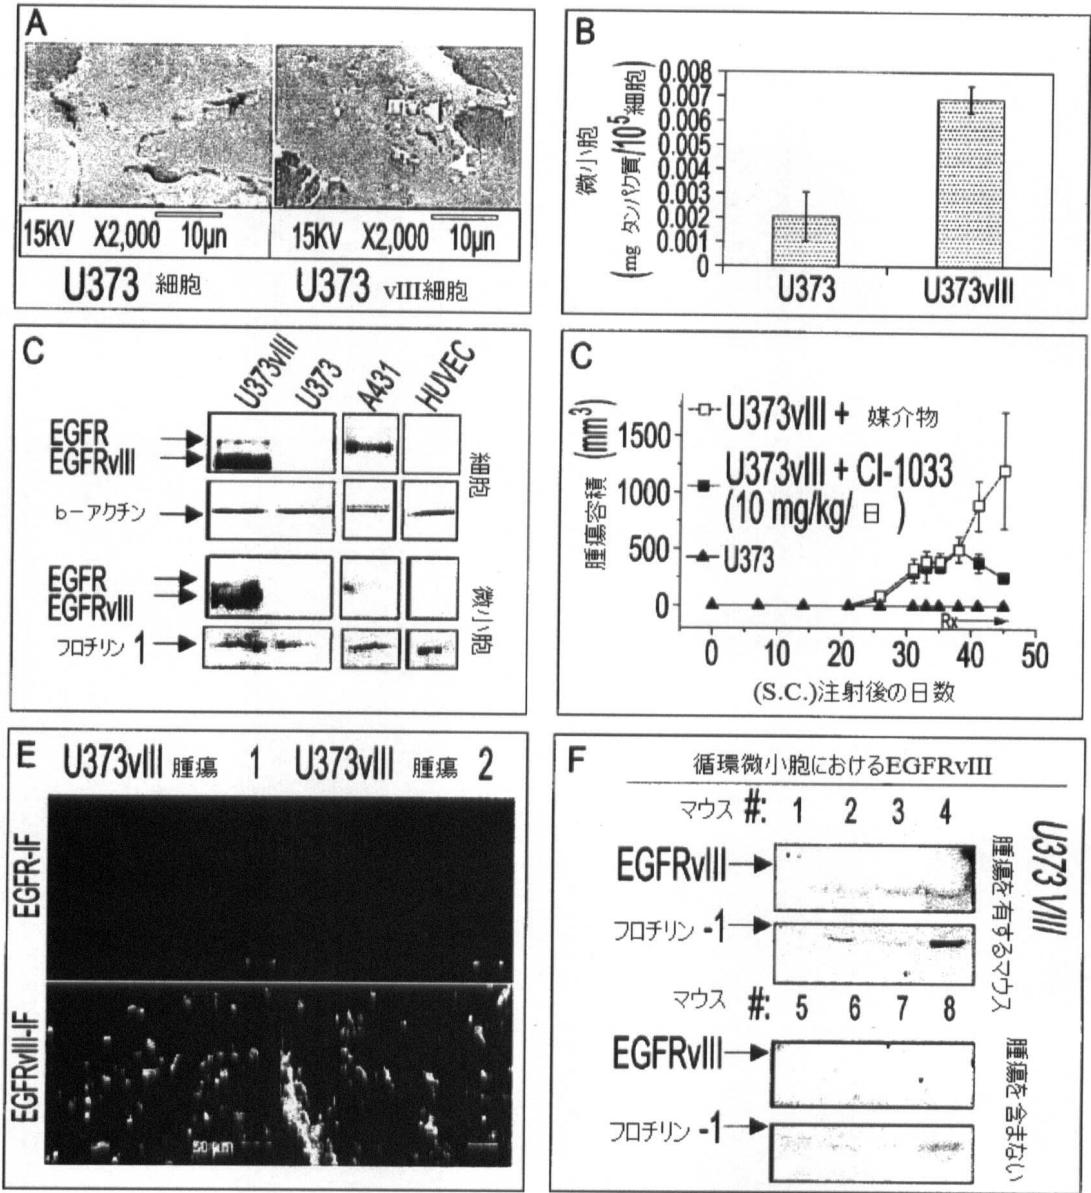 A
mv
15KV X2,000 10µn
15KV X2,000 10µn
U373 細胞
U373 vIII細胞
B
微小胞
(mg タンパク質/10⁵細胞)
0.008
0.007
0.006
0.005
0.004
0.003
0.002
0.001
0
U373
U373vIII
C
U373vIII
U373
A431
HUVEC
EGFR
EGFRvIII
b-アクチン
細胞
EGFR
EGFRvIII
フロチリン 1
微小胞
C
腫瘍容積 (mm³)
1500
1000
500
0
U373vIII + 媒介物
U373vIII + CI-1033
(10 mg/kg/ 日 )
U373
Rx
0 10 20 30 40 50
(S.C.)注射後の日数
E
U373vIII 腫瘍 1 U373vIII 腫瘍 2
EGFR-IF
EGFRvIII-IF
50 µm
F
循環微小胞におけるEGFRvIII
マウス #: 1 2 3 4
EGFRvIII
フロチリン -1
腫瘍を有するマウス
U373 VIII
マウス #: 5 6 7 8
EGFRvIII
フロチリン -1
腫瘍を含まない